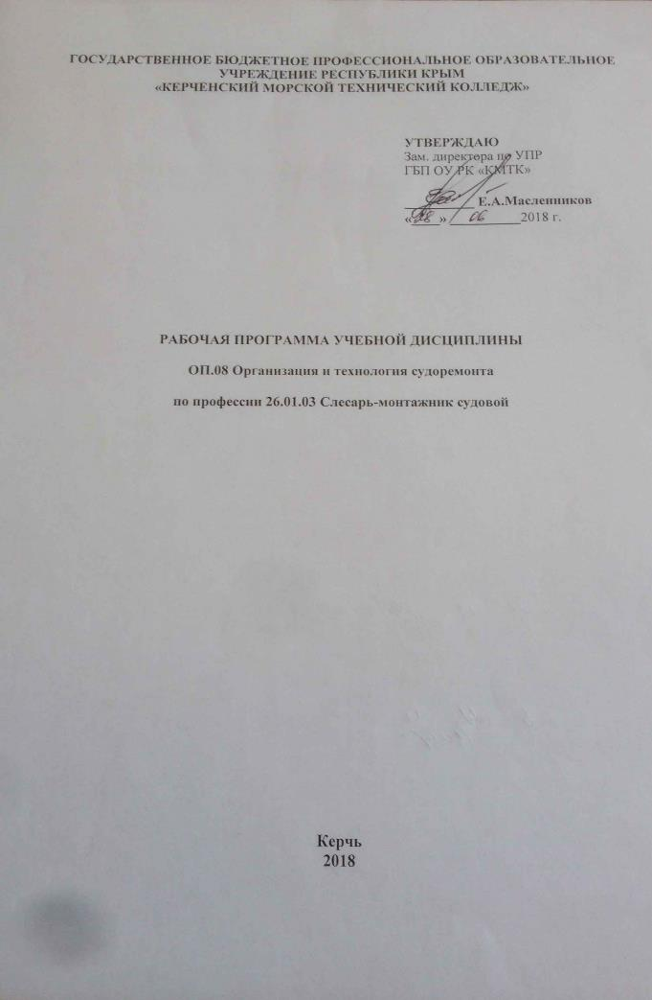 ГОСУДАРСТВЕННОЕ БЮДЖЕТНОЕ ПРОФЕССИОНАЛЬНОЕ ОБРАЗОВАТЕЛЬНОЕ
УЧРЕЖДЕНИЕ РЕСПУБЛИКИ КРЫМ
«КЕРЧЕНСКИЙ МОРСКОЙ ТЕХНИЧЕСКИЙ КОЛЛЕДЖ»
УТВЕРЖДАЮ
Зам. директора по УПР
ГБП ОУ РК «КМТК»
Е.А.Масленников
«28» 06 2018 г.
РАБОЧАЯ ПРОГРАММА УЧЕБНОЙ ДИСЦИПЛИНЫ
ОП.08 Организация и технология судоремонта
по профессии 26.01.03 Слесарь-монтажник судовой
Керчь
2018